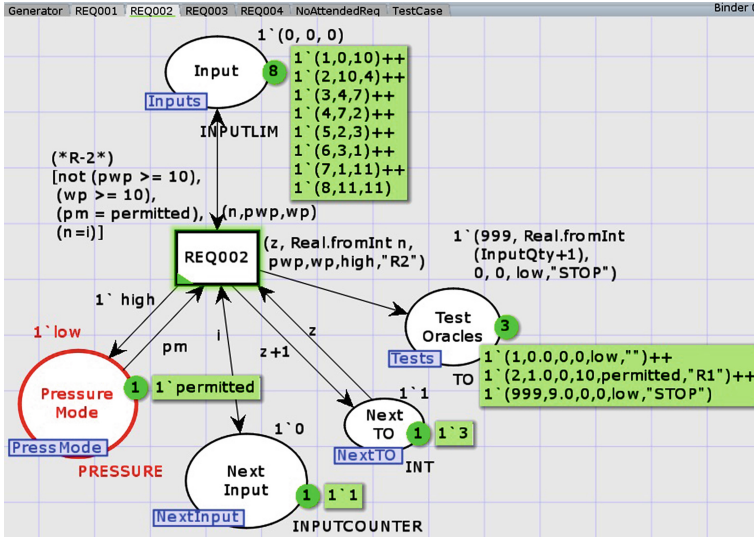 Generator REQ001 REQ002 REQ003 REQ004 NoAttendedReq TestCase
Binder
1`(0, 0, 0)
Input
8
1`(1,0,10)++
1`(2,10,4)++
1`(3,4,7)++
1`(4,7,2)++
1`(5,2,3)++
1`(6,3,1)++
1`(7,1,11)++
1`(8,11,11)
Inputs
INPUTLIM
(*R-2*)
[not (pwp >= 10),
(wp >= 10),
(pm = permitted),
(n=i)]
(n,pwp,wp)
REQ002
(z, Real.fromInt n,
pwp,wp,high,"R2")
1`(999, Real.fromInt
(InputQty+1),
0, 0, low,"STOP")
1` high
pm
i
z+1
z
1`low
Pressure
Mode
1
1`permitted
PressMode
PRESSURE
Test
Oracles
3
Tests
TO
1`(1,0.0,0,0,low,"")++
1`(2,1.0,0,10,permitted,"R1")++
1`(999,9.0,0,0,low,"STOP")
1`1
Next
TO
1
1`3
NextTO
INT
1`0
Next
Input
1
1`1
NextInput
INPUTCOUNTER